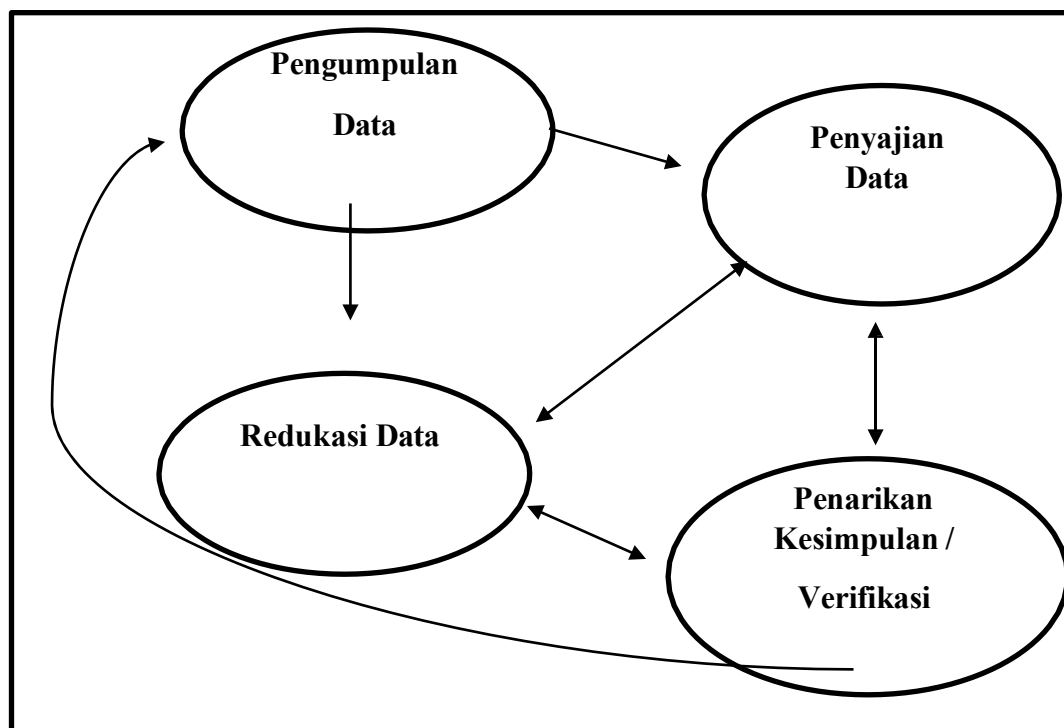 Pengumpulan
Data
Penyajian
Data
Redukasi Data
Penarikan
Kesimpulan /
Verifikasi